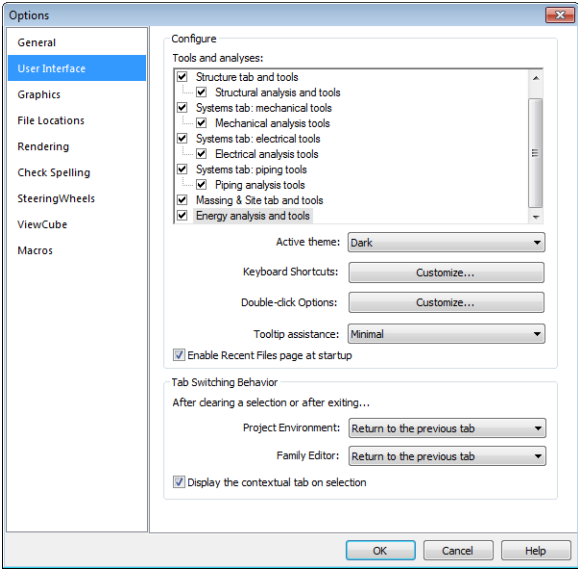 Options
General
User Interface
Graphics
File Locations
Rendering
Check Spelling
SteeringWheels
ViewCube
Macros
Configure
Tools and analyses:
Structure tab and tools
Structural analysis and tools
Systems tab: mechanical tools
Mechanical analysis tools
Systems tab: electrical tools
Electrical analysis tools
Systems tab: piping tools
Piping analysis tools
Massing & Site tab and tools
Energy analysis and tools
Active theme: Dark
Keyboard Shortcuts: Customize...
Double-click Options: Customize...
Tooltip assistance: Minimal
Enable Recent Files page at startup
Tab Switching Behavior
After clearing a selection or after exiting...
Project Environment: Return to the previous tab
Family Editor: Return to the previous tab
Display the contextual tab on selection
OK Cancel Help